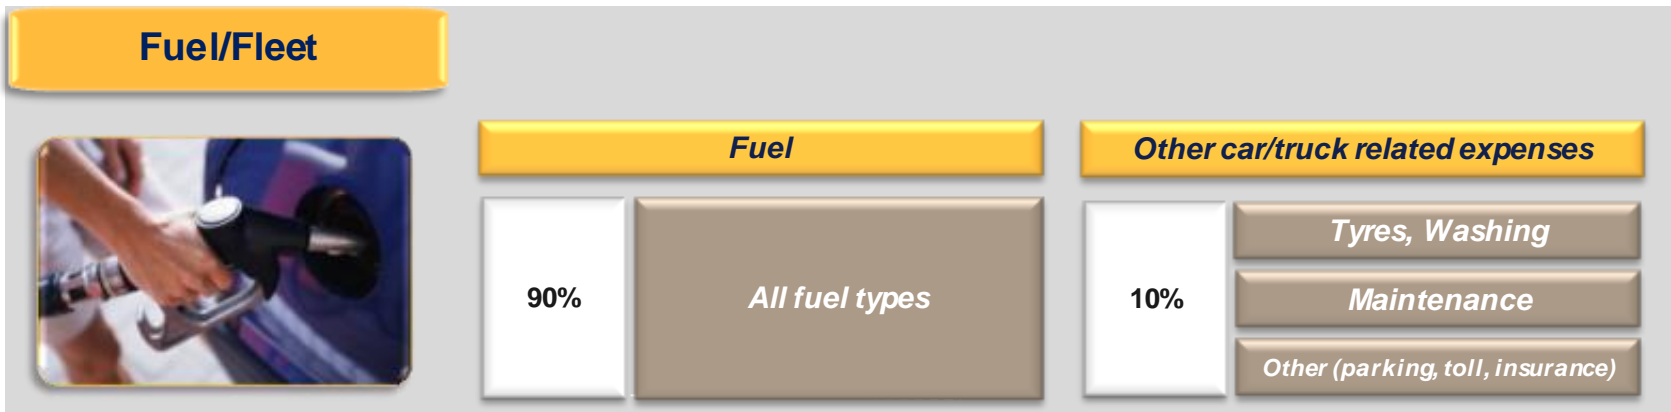 Fuel/Fleet
Fuel
Other car/truck related expenses
90%
All fuel types
10%
Tyres, Washing
Maintenance
Other (parking, toll, insurance)